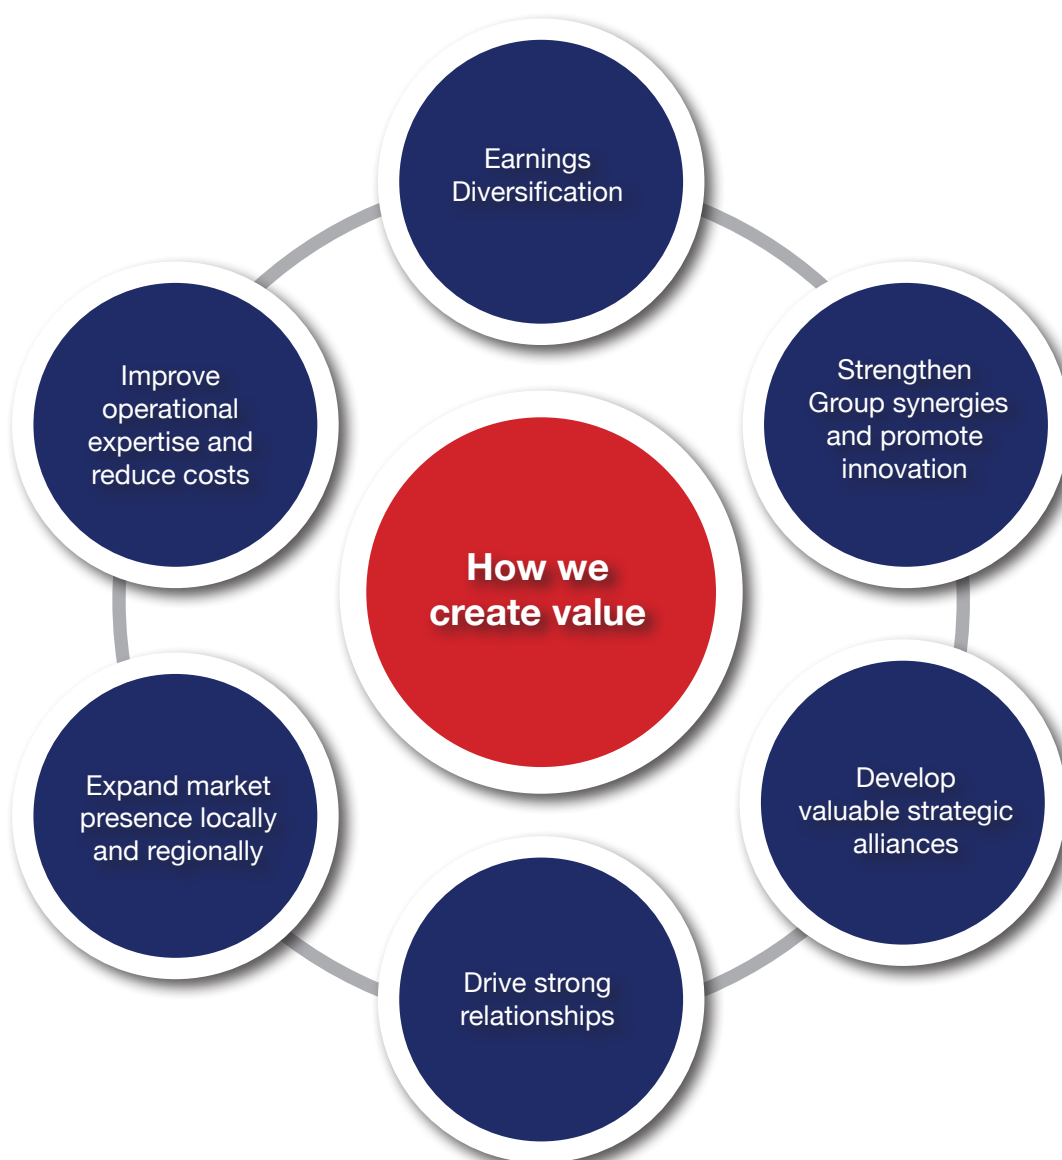 Earnings
Diversification
Strengthen
Group synergies
and promote
innovation
Develop
valuable strategic
alliances
Drive strong
relationships
Expand market
presence locally
and regionally
Improve
operational
expertise and
reduce costs
How we
create value